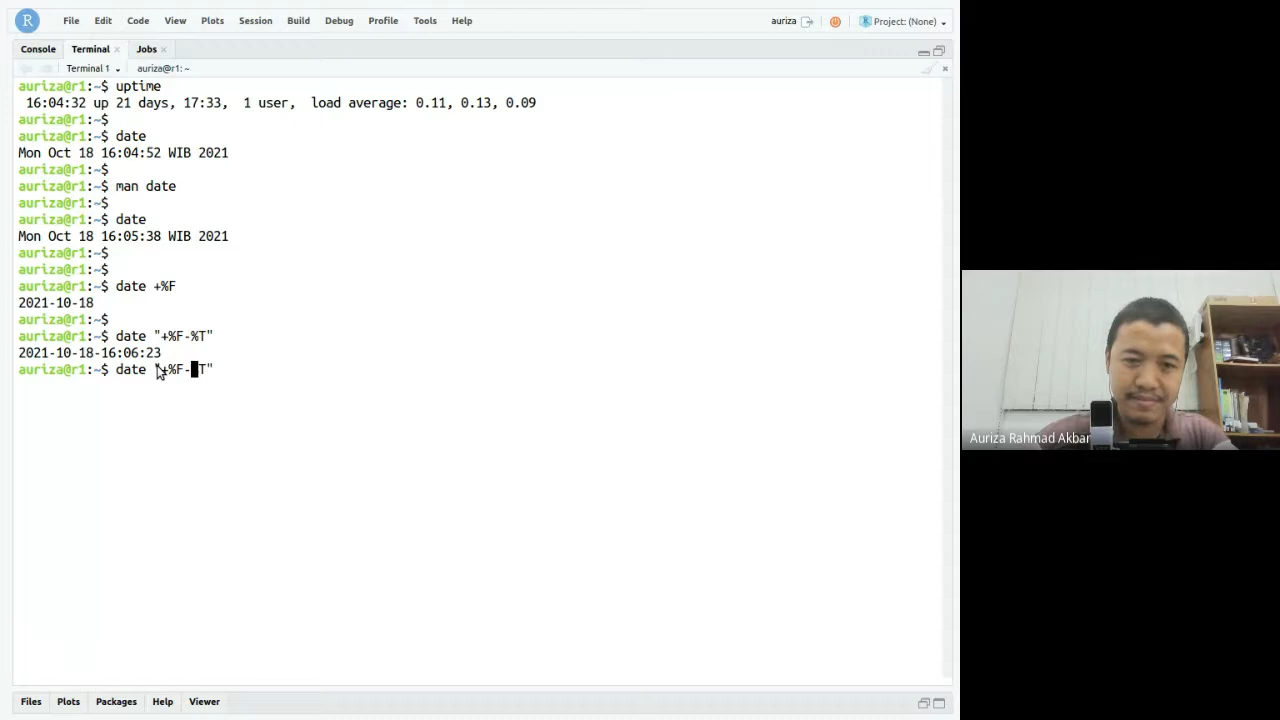 R File Edit Code View Plots Session Build Debug Profile Tools Help auriza Project: (None)
Console Terminal Jobs
Terminal 1 auriza@r1: ~
auriza@r1:~$ uptime
16:04:32 up 21 days, 17:33, 1 user, load average: 0.11, 0.13, 0.09
auriza@r1:~$
auriza@r1:~$ date
Mon Oct 18 16:04:52 WIB 2021
auriza@r1:~$
auriza@r1:~$ man date
auriza@r1:~$
auriza@r1:~$ date
Mon Oct 18 16:05:38 WIB 2021
auriza@r1:~$
auriza@r1:~$
auriza@r1:~$ date +%F
2021-10-18
auriza@r1:~$
auriza@r1:~$ date "+%F-%T"
2021-10-18-16:06:23
auriza@r1:~$ date "+%F-%T"
Auriza Rahmad Akbar
Files Plots Packages Help Viewer